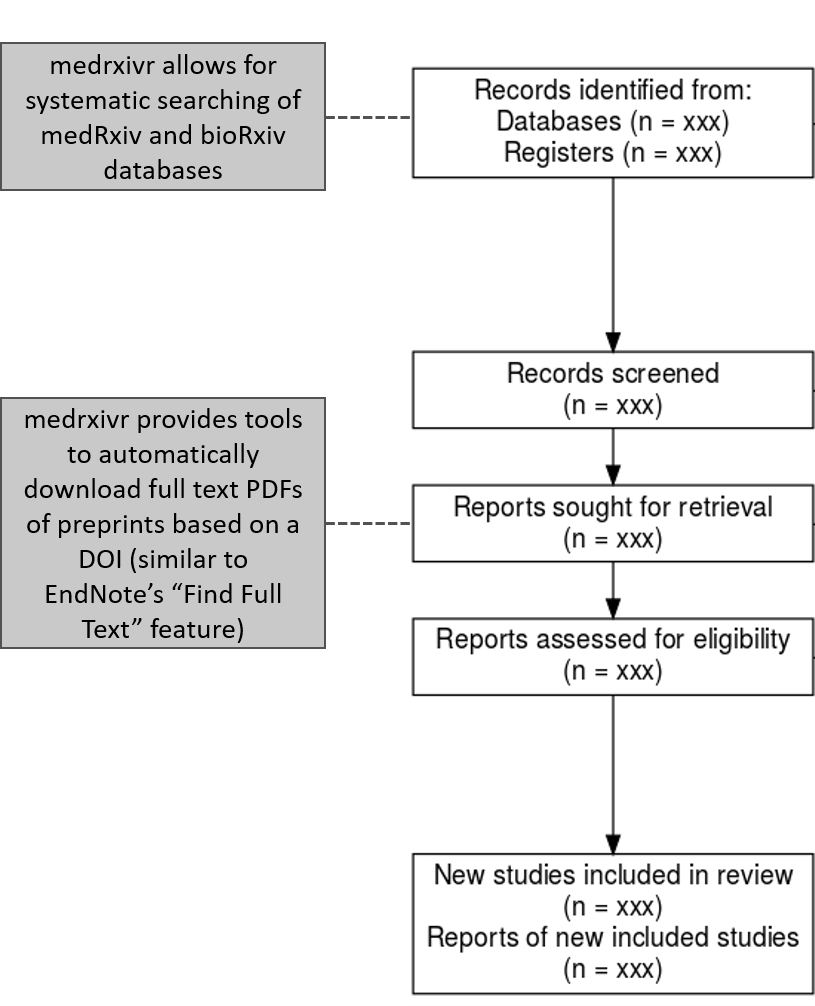 medrxivr allows for
systematic searching of
medRxiv and bioRxiv
databases
Records identified from:
Databases (n = xxx)
Registers (n = xxx)
Records screened
(n = xxx)
medrxivr provides tools
to automatically
download full text PDFs
of preprints based on a
DOI (similar to
EndNote’s “Find Full
Text” feature)
Reports sought for retrieval
(n = xxx)
Reports assessed for eligibility
(n = xxx)
New studies included in review
(n = xxx)
Reports of new included studies
(n = xxx)